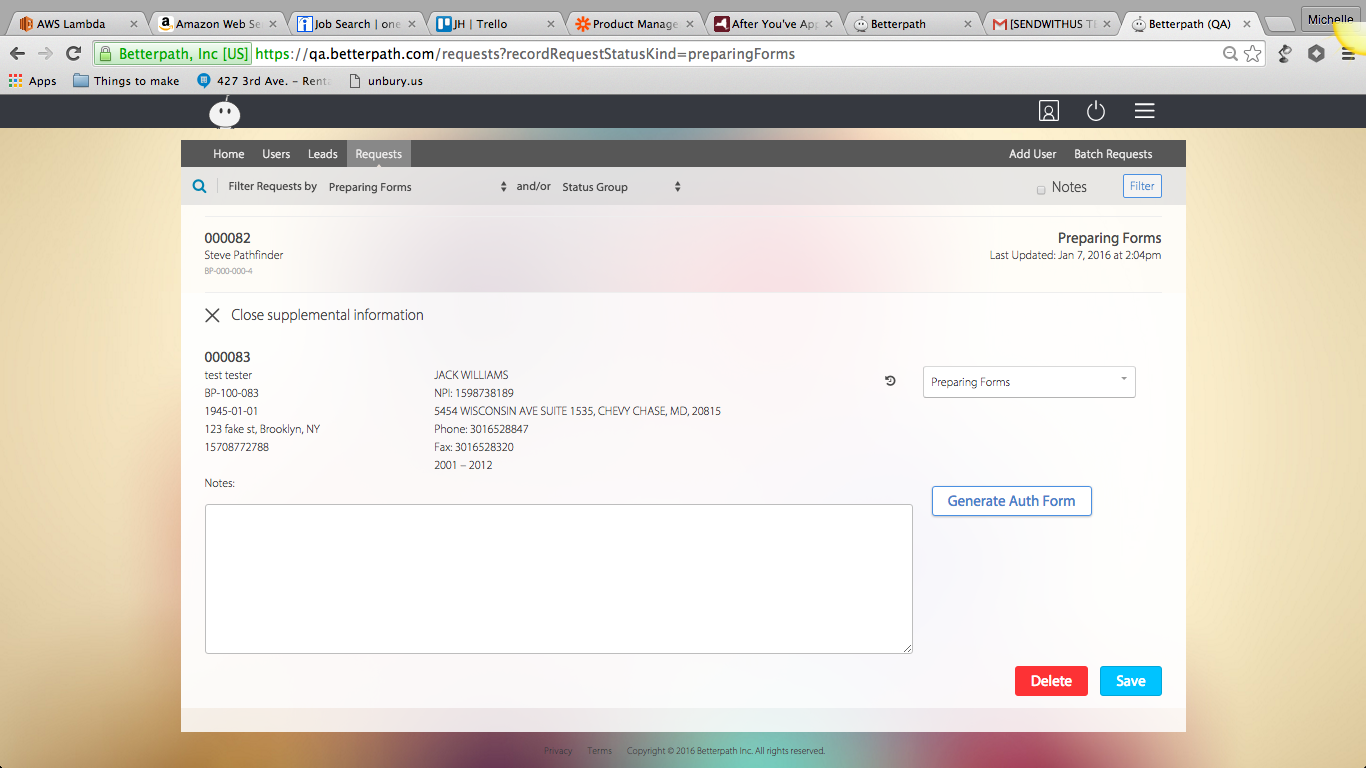 AWS Lambda
Amazon Web Se
Job Search | one
JH | Trello
Product Manage
After You've App
Betterpath
[SENDWITHUS T
Betterpath (QA)
Michelle
Betterpath, Inc [US] https://qa.betterpath.com/requests?recordRequestStatusKind=preparingForms
Apps Things to make 427 3rd Ave. – Rent unbury.us
Home Users Leads Requests Add User Batch Requests
Filter Requests by Preparing Forms and/or Status Group Notes Filter
000082 Preparing Forms
Steve Pathfinder Last Updated: Jan 7, 2016 at 2:04pm
BP-000-000-4
Close supplemental information
000083
test tester JACK WILLIAMS
Preparing Forms
BP-100-083 NPI: 1598738189
1945-01-01 5454 WISCONSIN AVE SUITE 1535, CHEVY CHASE, MD, 20815
123 fake st, Brooklyn, NY Phone: 3016528847
15708772788 Fax: 3016528320
2001 – 2012
Notes:
Generate Auth Form
Delete Save
Privacy Terms Copyright © 2016 Betterpath Inc. All rights reserved.